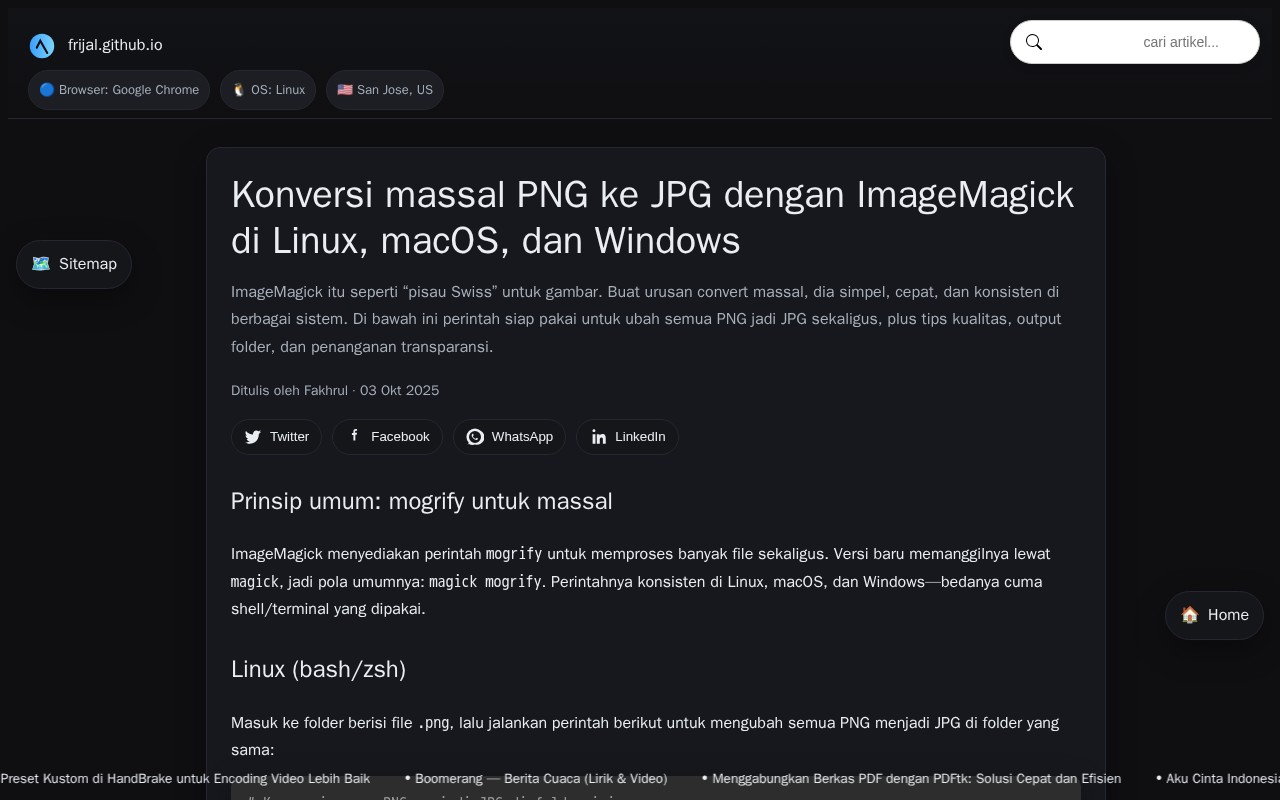 frijal.github.io
cari artikel...
Browser: Google Chrome
OS: Linux
San Jose, US
Konversi massal PNG ke JPG dengan ImageMagick
di Linux, macOS, dan Windows
Sitemap
ImageMagick itu seperti “pisau Swiss” untuk gambar. Buat urusan convert massal, dia simpel, cepat, dan konsisten di
berbagai sistem. Di bawah ini perintah siap pakai untuk ubah semua PNG jadi JPG sekaligus, plus tips kualitas, output
folder, dan penanganan transparansi.
Ditulis oleh Fakhrul · 03 Okt 2025
Twitter
Facebook
WhatsApp
LinkedIn
Prinsip umum: mogrify untuk massal
ImageMagick menyediakan perintah mogrify untuk memproses banyak file sekaligus. Versi baru memanggilnya lewat
magick, jadi pola umumnya: magick mogrify. Perintahnya konsisten di Linux, macOS, dan Windows—bedanya cuma
shell/terminal yang dipakai.
Home
Linux (bash/zsh)
Masuk ke folder berisi file .png, lalu jalankan perintah berikut untuk mengubah semua PNG menjadi JPG di folder yang
sama:
Preset Kustom di HandBrake untuk Encoding Video Lebih Baik • Boomerang — Berita Cuaca (Lirik & Video) • Menggabungkan Berkas PDF dengan PDFtk: Solusi Cepat dan Efisien • Aku Cinta Indonesia